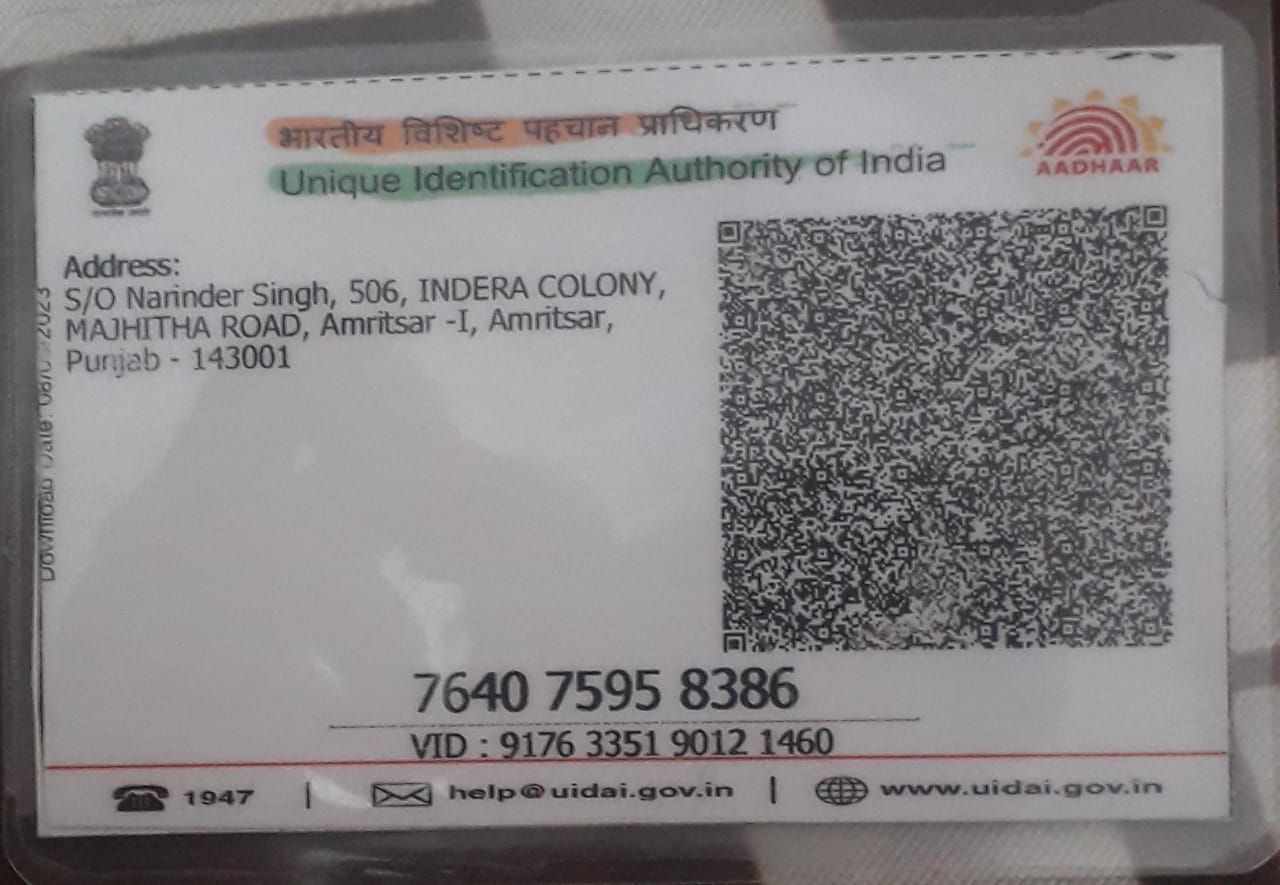 भारतीय विशिष्ट पहचान प्राधिकरण
Unique Identification Authority of India
AADHAAR
Address:
S/O Narinder Singh, 506, INDERA COLONY,
MAJHITHA ROAD, Amritsar -I, Amritsar,
Punjab - 143001
Download Date:
7640 7595 8386
VID : 9176 3351 9012 1460
1947 | help@uidai.gov.in | www.uidai.gov.in